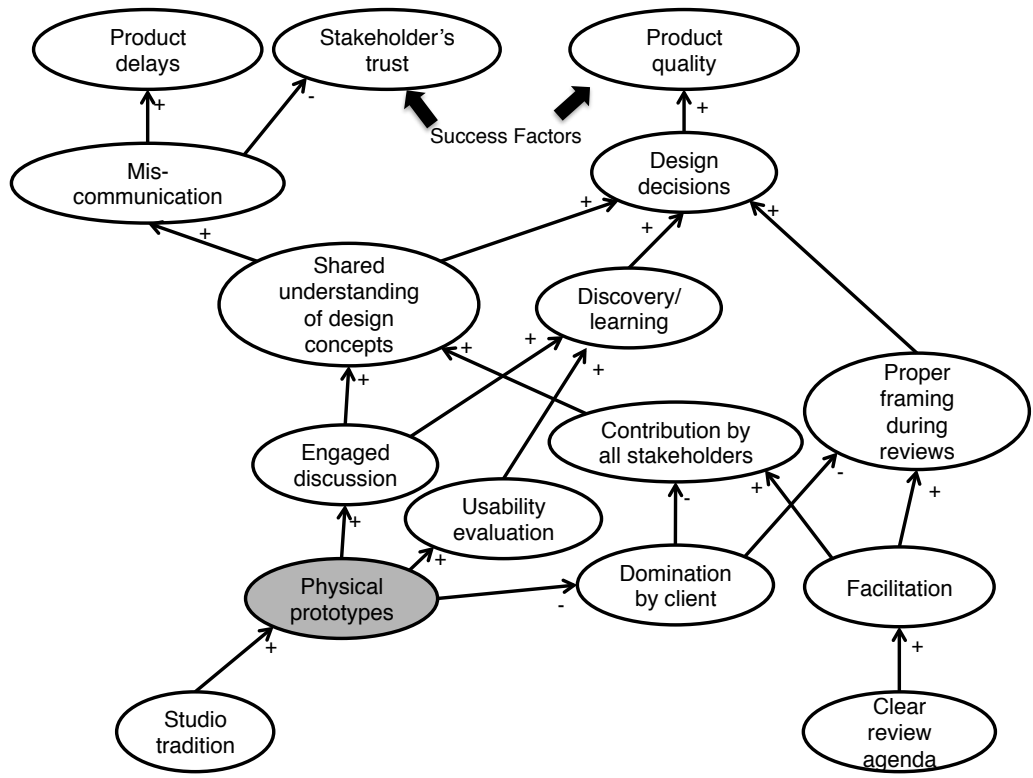 Product
delays
Stakeholder's
trust
Product
quality
+
-
+
Success Factors
Mis-
communication
Design
decisions
+
+
+
+
Shared
understanding
of design
concepts
Discovery/
learning
+
+
+
+
Proper
framing
during
reviews
Engaged
discussion
Contribution by
all stakeholders
-
+
-
+
Usability
evaluation
+
+
Physical
prototypes
-
Domination
by client
Facilitation
+
+
Studio
tradition
Clear
review
agenda